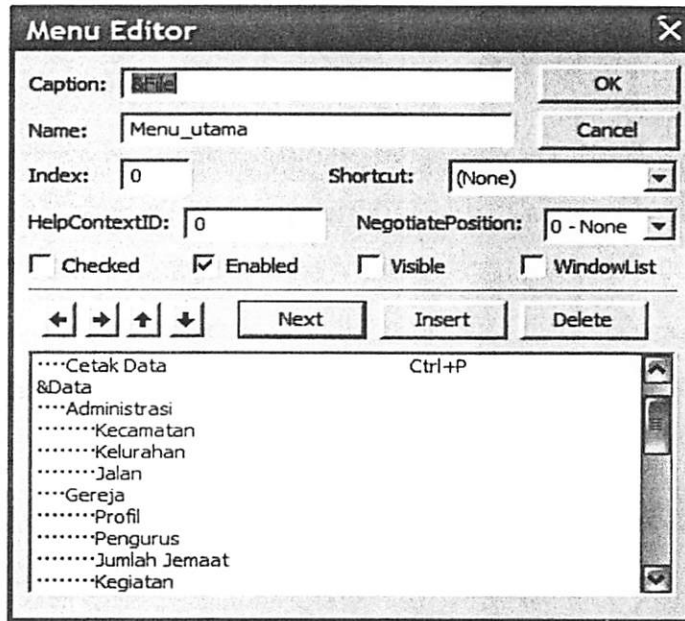 Menu Editor
Caption: &File OK
Name: Menu_utama Cancel
Index: 0 Shortcut: (None)
HelpContextID: 0 NegotiatePosition: 0 - None
Checked Enabled Visible WindowList
Next Insert Delete
····Cetak Data Ctrl+P
&Data
····Administrasi
········Kecamatan
········Kelurahan
········Jalan
····Gereja
········Profil
········Pengurus
········Jumlah Jemaat
········Kegiatan